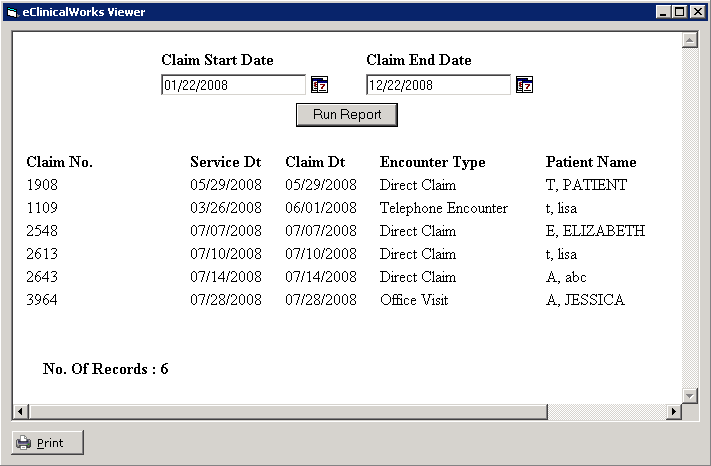 eClinicalWorks Viewer
Claim Start Date Claim End Date
01/22/2008 12/22/2008
Run Report
Claim No. Service Dt Claim Dt Encounter Type Patient Name
1908 05/29/2008 05/29/2008 Direct Claim T, PATIENT
1109 03/26/2008 06/01/2008 Telephone Encounter t, lisa
2548 07/07/2008 07/07/2008 Direct Claim E, ELIZABETH
2613 07/10/2008 07/10/2008 Direct Claim t, lisa
2643 07/14/2008 07/14/2008 Direct Claim A, abc
3964 07/28/2008 07/28/2008 Office Visit A, JESSICA
No. Of Records : 6
Print